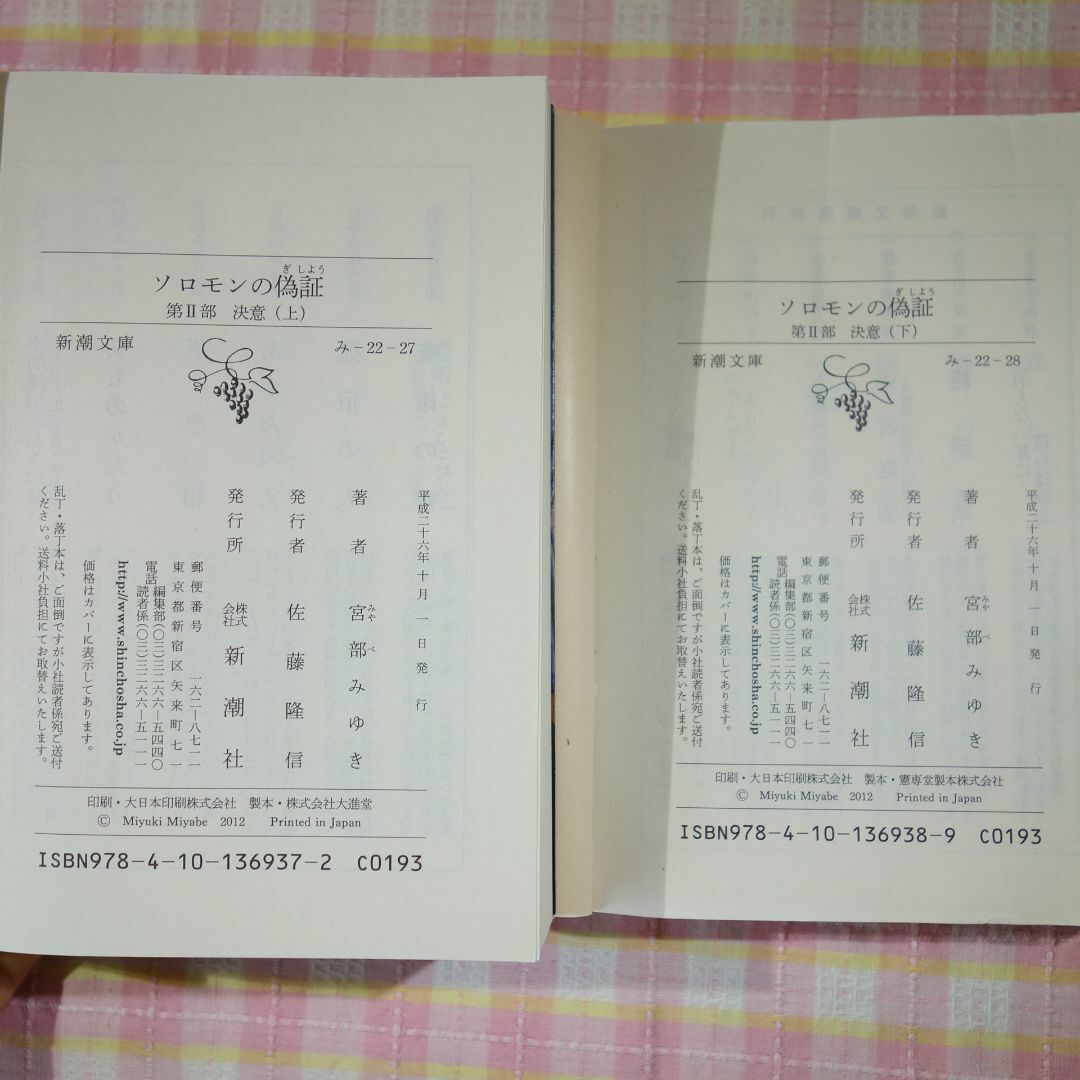 ソロモンの偽証
ぎしよう
第Ⅱ部 決意（上）
新潮文庫 み-22-27
平成二十六年十月一日発行
著者 宮部みゆき
みや べ
発行者 佐藤隆信
発行所 株式会社 新潮社
郵便番号 一六二―八七一一
東京都新宿区矢来町七一
電話 編集部(〇三)三二六六―五四四〇
読者係(〇三)三二六六―五一一一
http://www.shinchosha.co.jp
価格はカバーに表示してあります。
乱丁・落丁本は、ご面倒ですが小社読者係宛ご送付
ください。送料小社負担にてお取替えいたします。
印刷・大日本印刷株式会社 製本・株式会社大進堂
© Miyuki Miyabe 2012 Printed in Japan
ISBN978-4-10-136937-2 C0193
ソロモンの偽証
ぎしよう
第Ⅱ部 決意（下）
新潮文庫 み-22-28
平成二十六年十月一日発行
著者 宮部みゆき
みや べ
発行者 佐藤隆信
発行所 株式会社 新潮社
郵便番号 一六二―八七一一
東京都新宿区矢来町七一
電話 編集部(〇三)三二六六―五四四〇
読者係(〇三)三二六六―五一一一
http://www.shinchosha.co.jp
価格はカバーに表示してあります。
乱丁・落丁本は、ご面倒ですが小社読者係宛ご送付
ください。送料小社負担にてお取替えいたします。
印刷・大日本印刷株式会社 製本・憲専堂製本株式会社
© Miyuki Miyabe 2012 Printed in Japan
ISBN978-4-10-136938-9 C0193